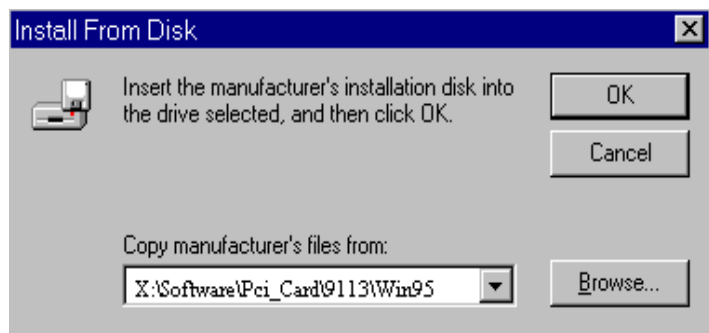 Install From Disk
Insert the manufacturer's installation disk into
the drive selected, and then click OK.
OK
Cancel
Copy manufacturer's files from:
X:\Software\Pci_Card\9113\Win95
Browse...